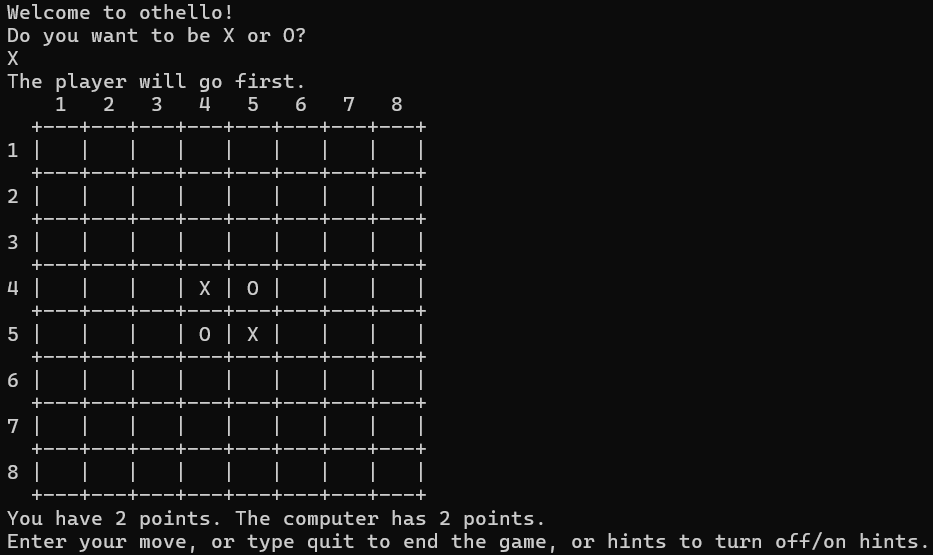 Welcome to othello!
Do you want to be X or O?
X
The player will go first.
    1   2   3   4   5   6   7   8
  +---+---+---+---+---+---+---+---+
1 |   |   |   |   |   |   |   |   |
  +---+---+---+---+---+---+---+---+
2 |   |   |   |   |   |   |   |   |
  +---+---+---+---+---+---+---+---+
3 |   |   |   |   |   |   |   |   |
  +---+---+---+---+---+---+---+---+
4 |   |   |   | X | O |   |   |   |
  +---+---+---+---+---+---+---+---+
5 |   |   |   | O | X |   |   |   |
  +---+---+---+---+---+---+---+---+
6 |   |   |   |   |   |   |   |   |
  +---+---+---+---+---+---+---+---+
7 |   |   |   |   |   |   |   |   |
  +---+---+---+---+---+---+---+---+
8 |   |   |   |   |   |   |   |   |
  +---+---+---+---+---+---+---+---+
You have 2 points. The computer has 2 points.
Enter your move, or type quit to end the game, or hints to turn off/on hints.